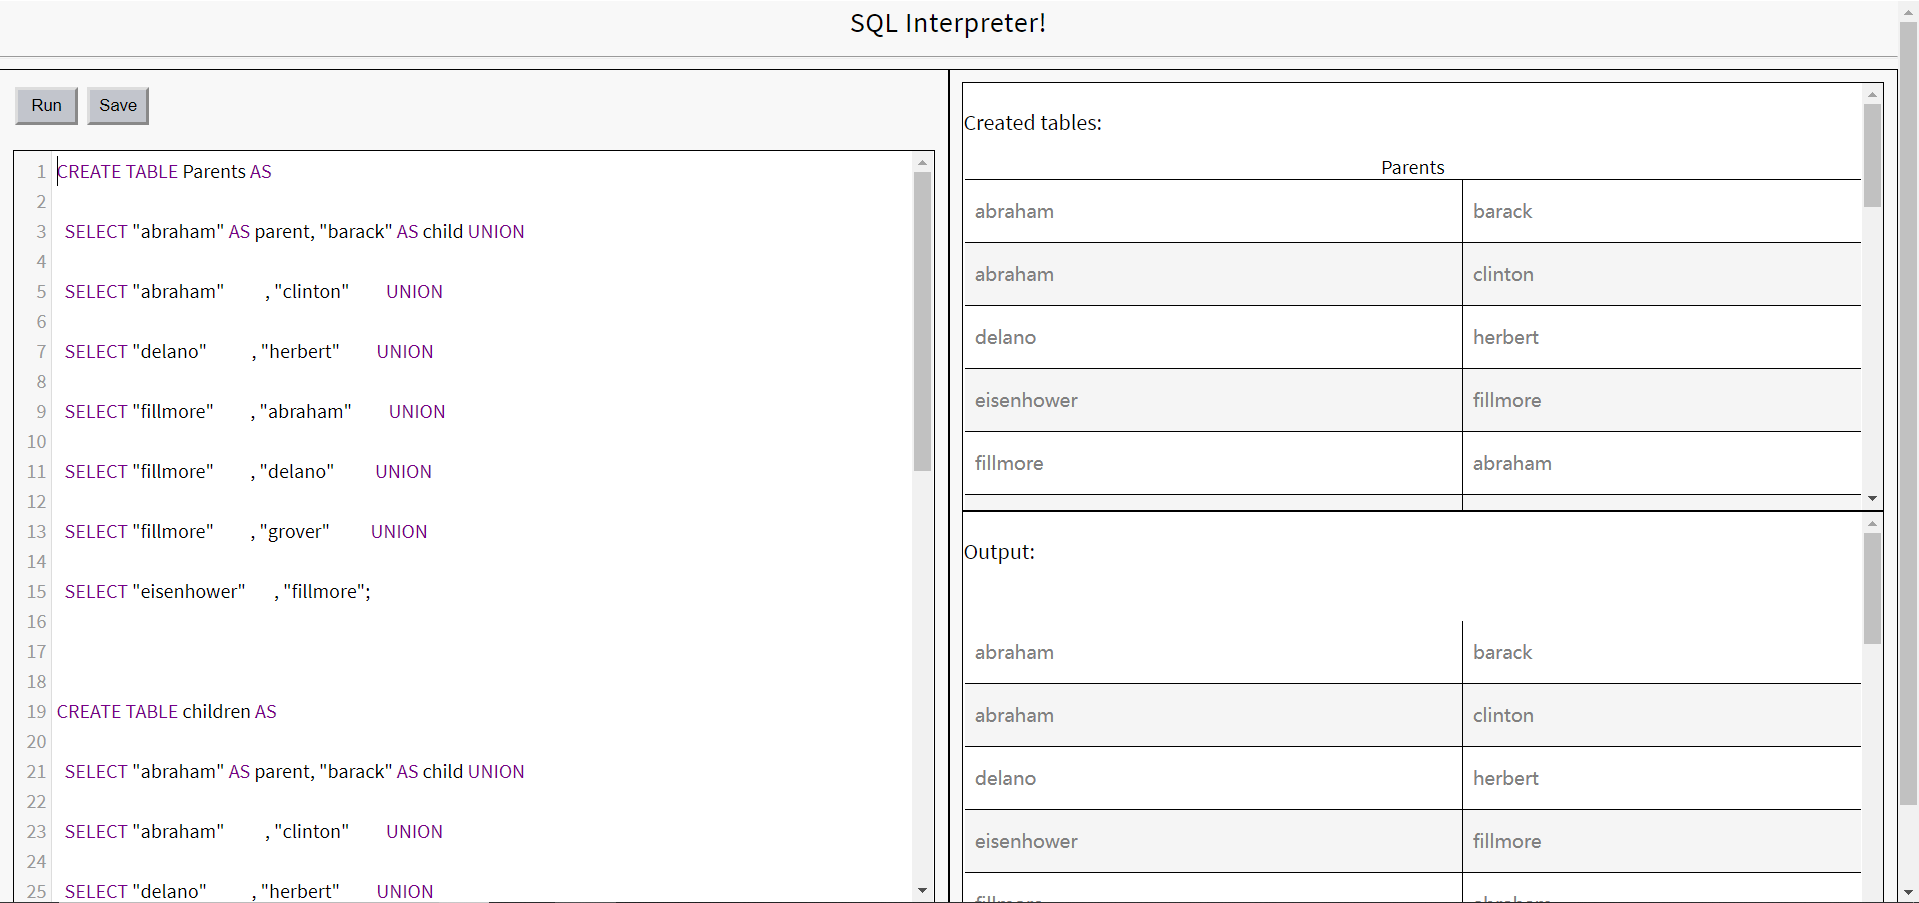 SQL Interpreter!
Run Save
1 CREATE TABLE Parents AS
2
3 SELECT "abraham" AS parent, "barack" AS child UNION
4
5 SELECT "abraham" , "clinton" UNION
6
7 SELECT "delano" , "herbert" UNION
8
9 SELECT "fillmore" , "abraham" UNION
10
11 SELECT "fillmore" , "delano" UNION
12
13 SELECT "fillmore" , "grover" UNION
14
15 SELECT "eisenhower" , "fillmore";
16
17
18
19 CREATE TABLE children AS
20
21 SELECT "abraham" AS parent, "barack" AS child UNION
22
23 SELECT "abraham" , "clinton" UNION
24
25 SELECT "delano" , "herbert" UNION
Created tables:
Parents
abraham barack
abraham clinton
delano herbert
eisenhower fillmore
fillmore abraham
Output:
abraham barack
abraham clinton
delano herbert
eisenhower fillmore